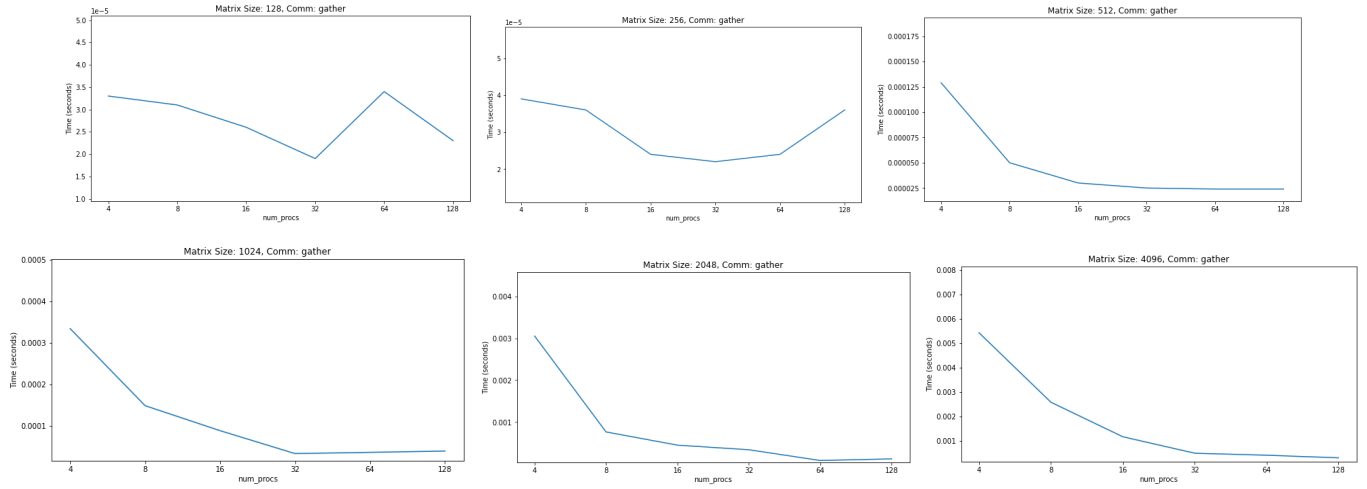 Matrix Size: 128, Comm: gather
1e−5
5.0
4.5
4.0
3.5
3.0
2.5
2.0
1.5
1.0
Time (seconds)
4 8 16 32 64 128
num_procs
Matrix Size: 256, Comm: gather
1e−5
5
4
3
2
Time (seconds)
4 8 16 32 64 128
num_procs
Matrix Size: 512, Comm: gather
0.000175
0.000150
0.000125
0.000100
0.000075
0.000050
0.000025
Time (seconds)
4 8 16 32 64 128
num_procs
Matrix Size: 1024, Comm: gather
0.0005
0.0004
0.0003
0.0002
0.0001
Time (seconds)
4 8 16 32 64 128
num_procs
Matrix Size: 2048, Comm: gather
0.004
0.003
0.002
0.001
Time (seconds)
4 8 16 32 64 128
num_procs
Matrix Size: 4096, Comm: gather
0.008
0.007
0.006
0.005
0.004
0.003
0.002
0.001
Time (seconds)
4 8 16 32 64 128
num_procs